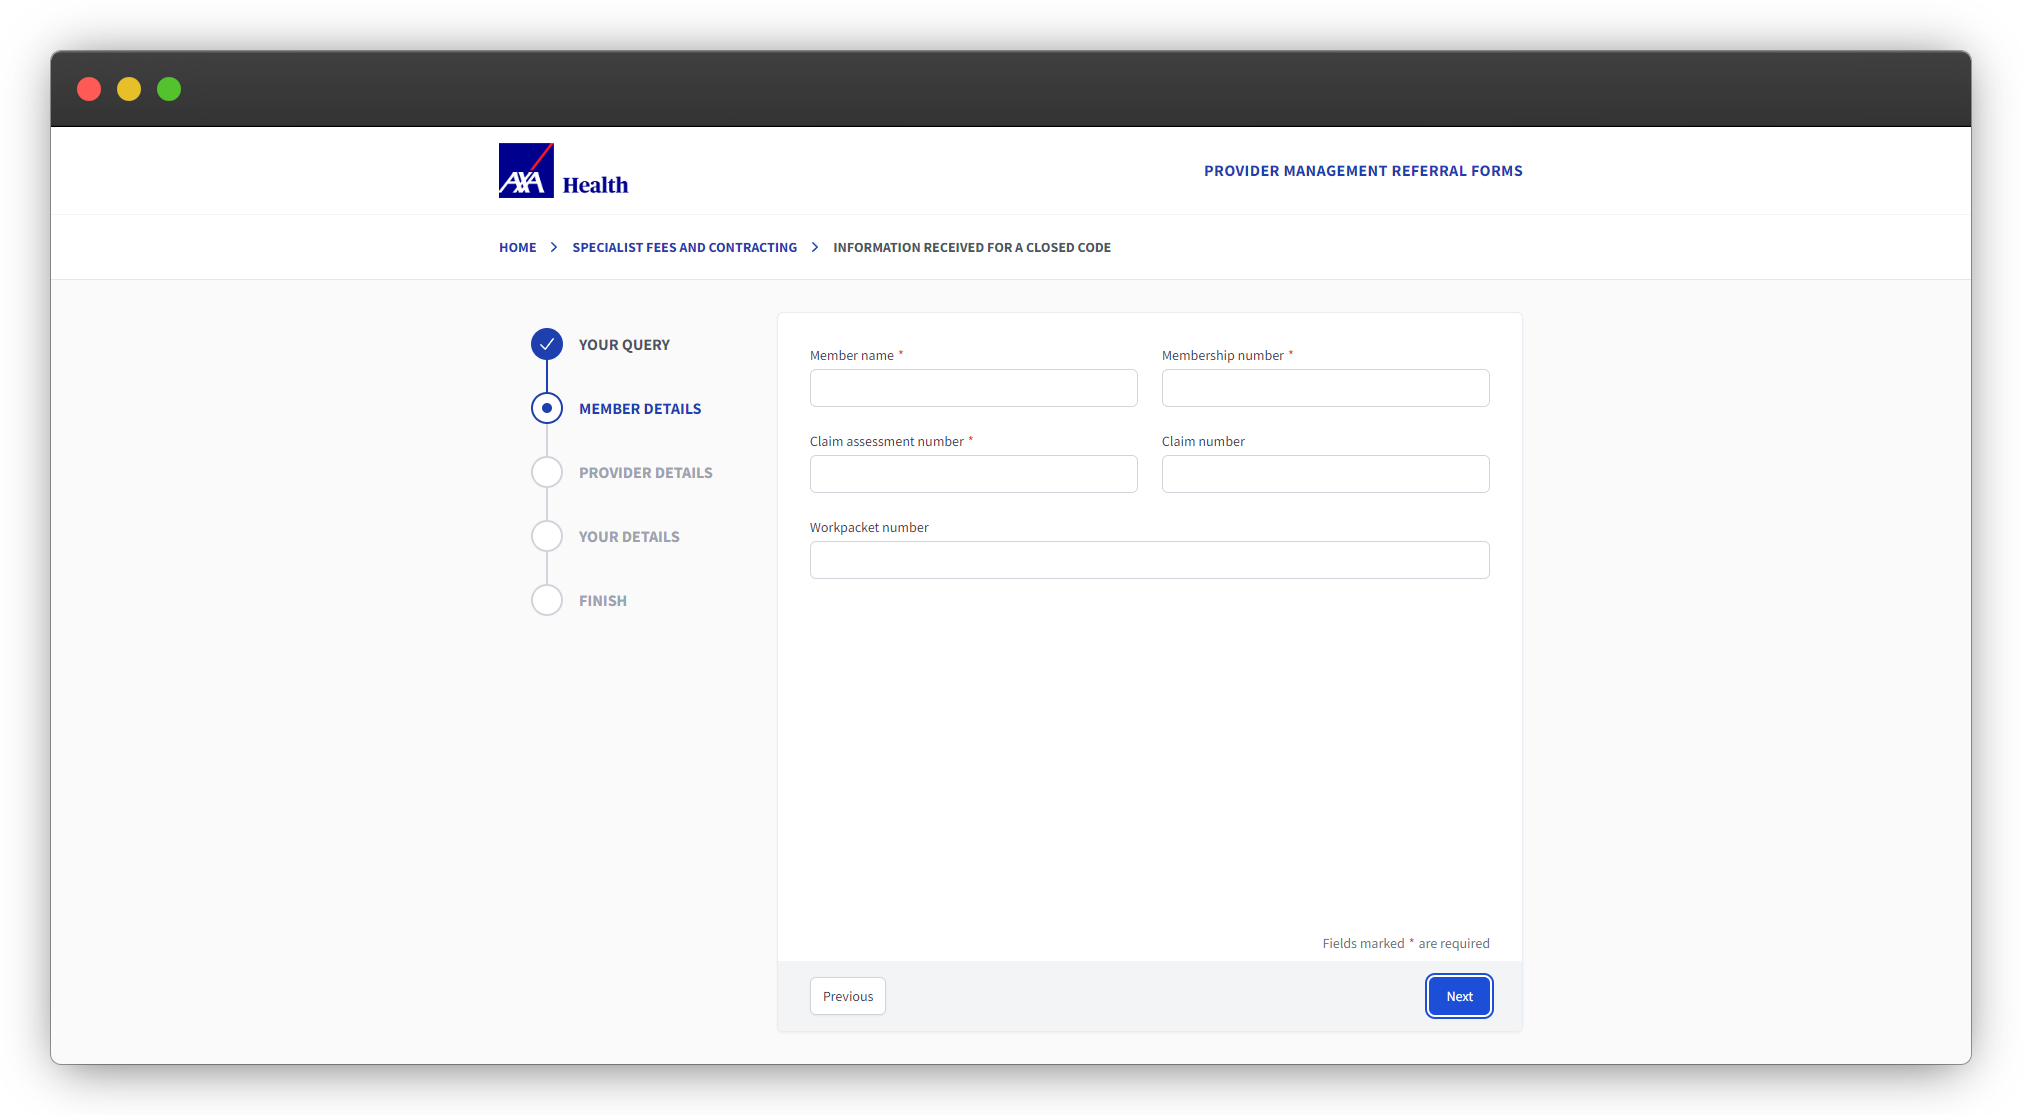 AXA Health
PROVIDER MANAGEMENT REFERRAL FORMS
HOME > SPECIALIST FEES AND CONTRACTING > INFORMATION RECEIVED FOR A CLOSED CODE
YOUR QUERY
MEMBER DETAILS
PROVIDER DETAILS
YOUR DETAILS
FINISH
Member name *
Membership number *
Claim assessment number *
Claim number
Workpacket number
Fields marked * are required
Previous
Next